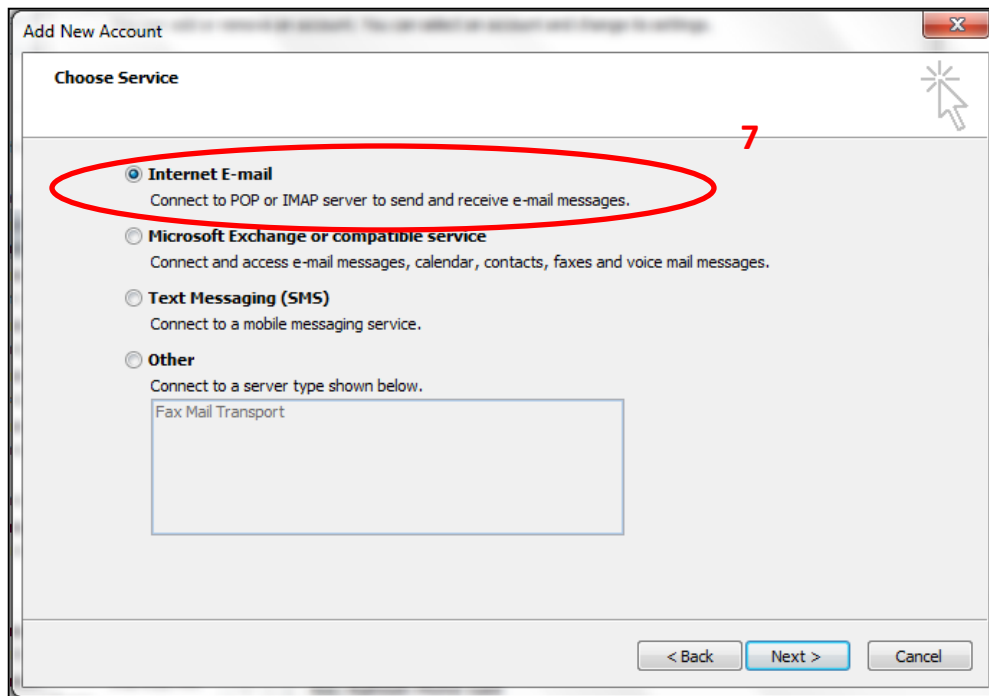 Add New Account
Choose Service
7
Internet E-mail
Connect to POP or IMAP server to send and receive e-mail messages.
Microsoft Exchange or compatible service
Connect and access e-mail messages, calendar, contacts, faxes and voice mail messages.
Text Messaging (SMS)
Connect to a mobile messaging service.
Other
Connect to a server type shown below.
Fax Mail Transport
< Back
Next >
Cancel